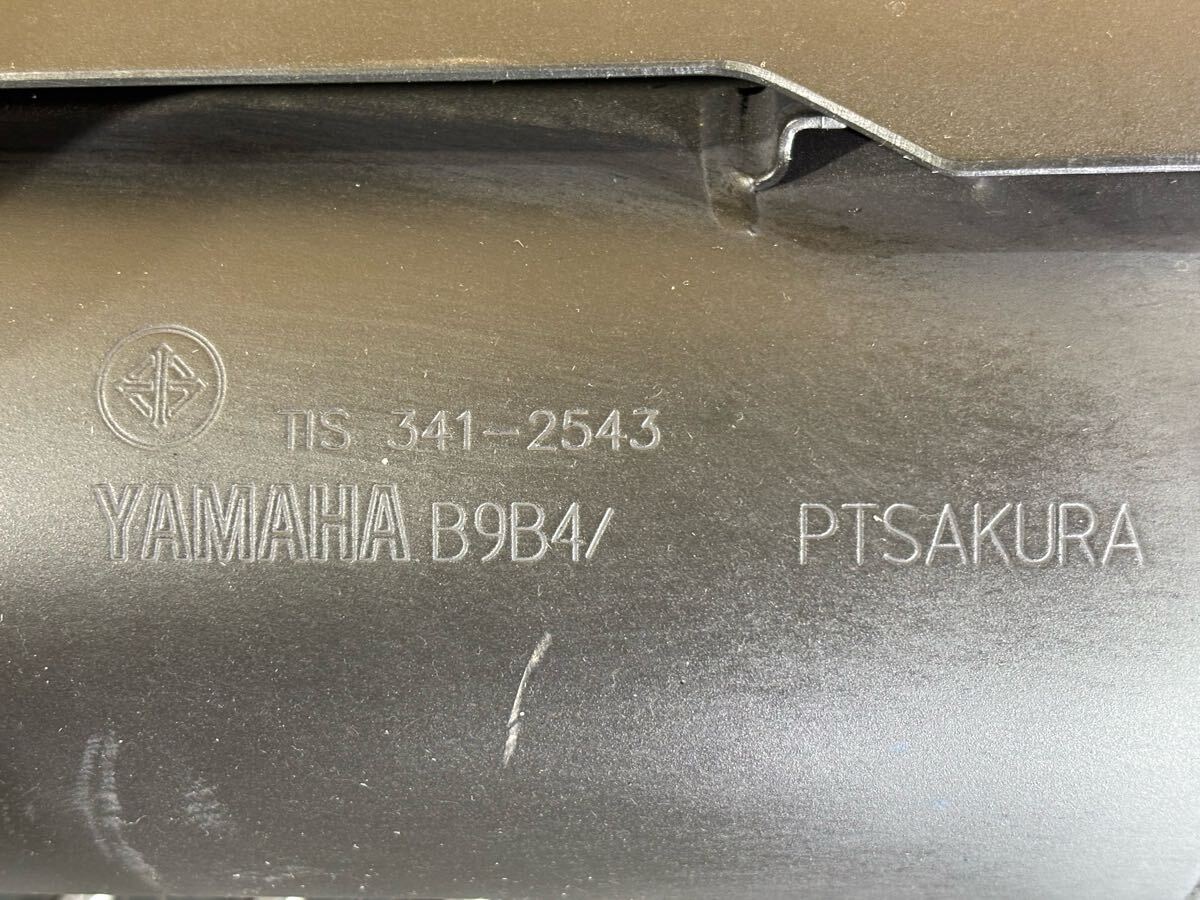 TIS 341-2543
YAMAHA B9B4/ PTSAKURA